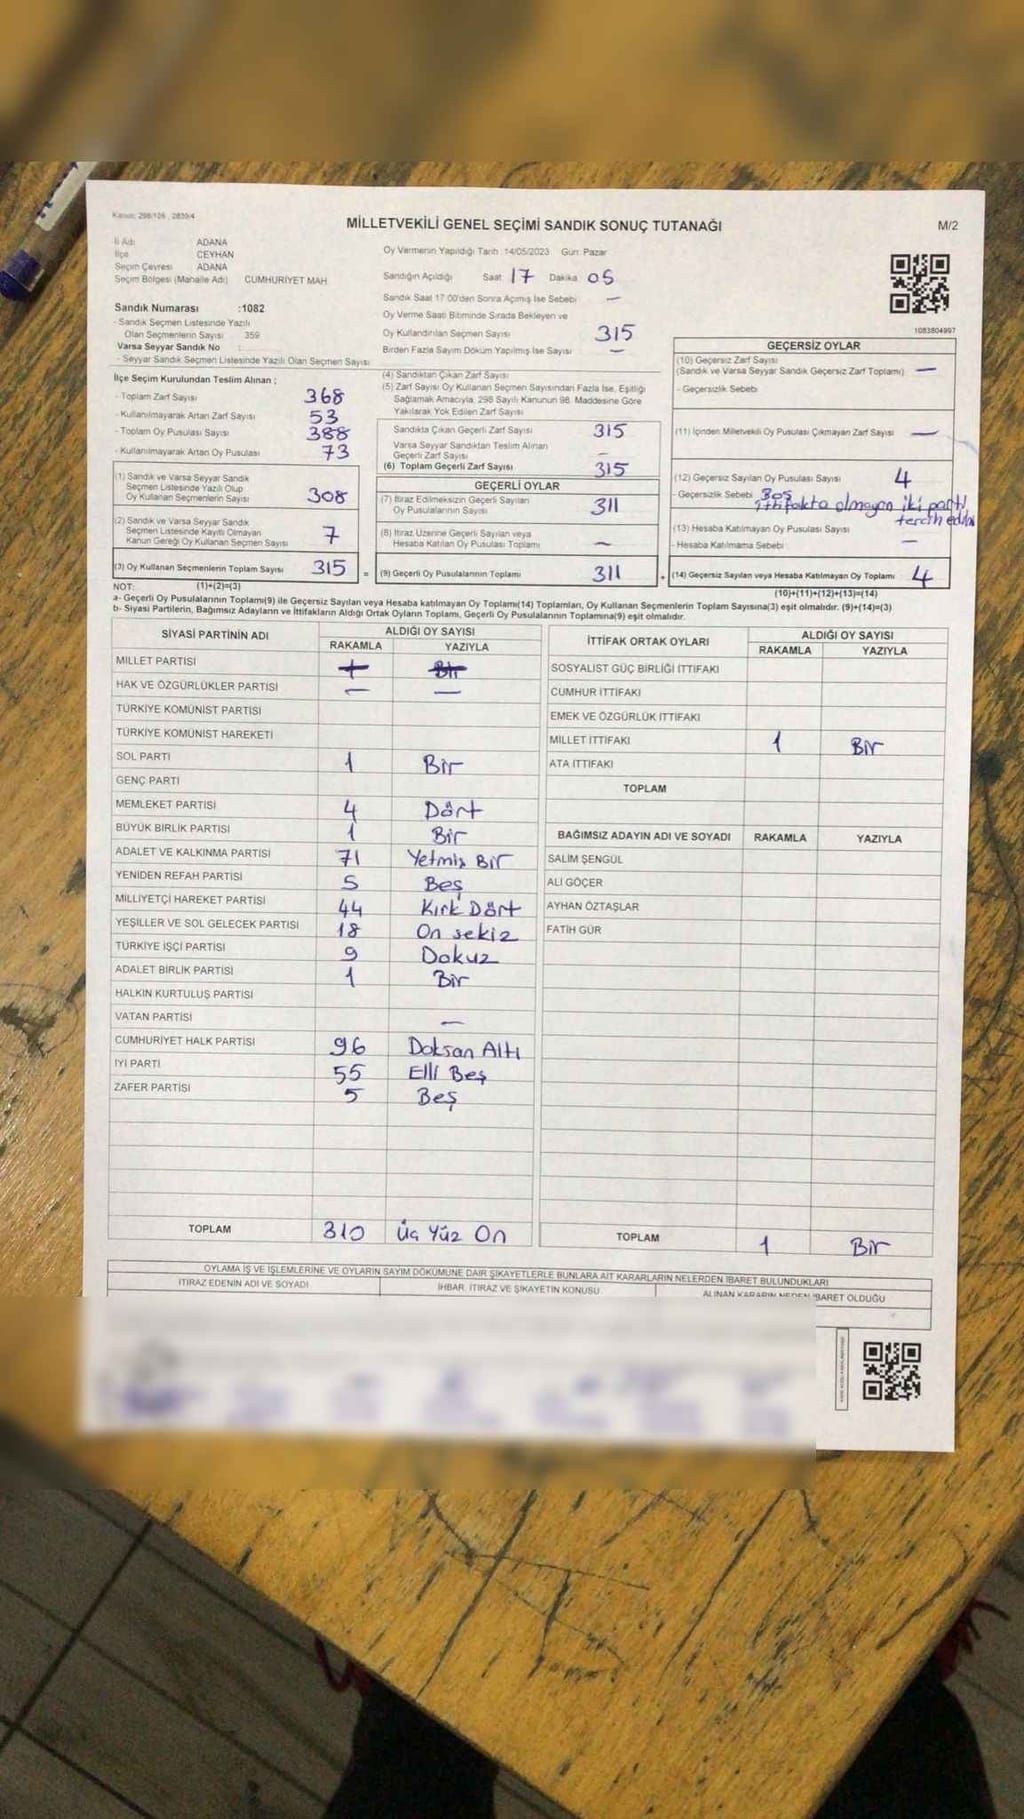 Kanun: 298/105 , 2839/4
MİLLETVEKİLİ GENEL SEÇİMİ SANDIK SONUÇ TUTANAĞI
M/2
İl Adı ADANA
İlçe CEYHAN
Seçim Çevresi ADANA
Seçim Bölgesi (Mahalle Adı) CUMHURİYET MAH
Sandık Numarası :1082
- Sandık Seçmen Listesinde Yazılı
Olan Seçmenlerin Sayısı 359
Varsa Seyyar Sandık No
- Seyyar Sandık Seçmen Listesinde Yazılı Olan Seçmen Sayısı
Oy Vermenin Yapıldığı Tarih :14/05/2023 Gün: Pazar
Sandığın Açıldığı Saat 17 Dakika 05
Sandık Saat 17.00'den Sonra Açılmış İse Sebebi —
Oy Verme Saati Bitiminde Sırada Bekleyen ve
Oy Kullandırılan Seçmen Sayısı 315
Birden Fazla Sayım Döküm Yapılmış İse Sayısı —
1083804997
İlçe Seçim Kurulundan Teslim Alınan ;
- Toplam Zarf Sayısı 368
- Kullanılmayarak Artan Zarf Sayısı 53
- Toplam Oy Pusulası Sayısı 388
- Kullanılmayarak Artan Oy Pusulası 73
(1) Sandık ve Varsa Seyyar Sandık
Seçmen Listesinde Yazılı Olup
Oy Kullanan Seçmenlerin Sayısı 308
(2) Sandık ve Varsa Seyyar Sandık
Seçmen Listesinde Kayıtlı Olmayan
Kanun Gereği Oy Kullanan Seçmen Sayısı 7
(3) Oy Kullanan Seçmenlerin Toplam Sayısı 315 =
(4) Sandıktan Çıkan Zarf Sayısı
(5) Zarf Sayısı Oy Kullanan Seçmen Sayısından Fazla İse, Eşitliği
Sağlamak Amacıyla, 298 Sayılı Kanunun 98. Maddesine Göre
Yakılarak Yok Edilen Zarf Sayısı
Sandıkta Çıkan Geçerli Zarf Sayısı 315
Varsa Seyyar Sandıktan Teslim Alınan
Geçerli Zarf Sayısı —
(6) Toplam Geçerli Zarf Sayısı 315
GEÇERLİ OYLAR
(7) İtiraz Edilmeksizin Geçerli Sayılan
Oy Pusulalarının Sayısı 311
(8) İtiraz Üzerine Geçerli Sayılan veya
Hesaba Katılan Oy Pusulası Toplamı —
(9) Geçerli Oy Pusulalarının Toplamı 311 +
GEÇERSİZ OYLAR
(10) Geçersiz Zarf Sayısı
(Sandık ve Varsa Seyyar Sandık Geçersiz Zarf Toplamı) —
- Geçersizlik Sebebi
(11) İçinden Milletvekili Oy Pusulası Çıkmayan Zarf Sayısı —
(12) Geçersiz Sayılan Oy Pusulası Sayısı 4
- Geçersizlik Sebebi Boş
ittifakta olmayan iki parti
tercih edilmi
(13) Hesaba Katılmayan Oy Pusulası Sayısı —
- Hesaba Katılmama Sebebi
(14) Geçersiz Sayılan veya Hesaba Katılmayan Oy Toplamı 4
NOT: (1)+(2)=(3) (10)+(11)+(12)+(13)=(14)
a- Geçerli Oy Pusulalarının Toplamı(9) ile Geçersiz Sayılan veya Hesaba katılmayan Oy Toplamı(14) Toplamları, Oy Kullanan Seçmenlerin Toplam Sayısına(3) eşit olmalıdır. (9)+(14)=(3)
b- Siyasi Partilerin, Bağımsız Adayların ve İttifakların Aldığı Oy Sayılarının Toplamı, Geçerli Oy Pusulalarının Toplamına(9) eşit olmalıdır.
SİYASİ PARTİNİN ADI ALDIĞI OY SAYISI
RAKAMLA YAZIYLA
MİLLET PARTİSİ 1 Bir
HAK VE ÖZGÜRLÜKLER PARTİSİ — —
TÜRKİYE KOMÜNİST PARTİSİ
TÜRKİYE KOMÜNİST HAREKETİ
SOL PARTİ 1 Bir
GENÇ PARTİ
MEMLEKET PARTİSİ 4 Dört
BÜYÜK BİRLİK PARTİSİ 1 Bir
ADALET VE KALKINMA PARTİSİ 71 Yetmiş Bir
YENİDEN REFAH PARTİSİ 5 Beş
MİLLİYETÇİ HAREKET PARTİSİ 44 Kırk Dört
YEŞİLLER VE SOL GELECEK PARTİSİ 18 On sekiz
TÜRKİYE İŞÇİ PARTİSİ 9 Dokuz
ADALET BİRLİK PARTİSİ 1 Bir
HALKIN KURTULUŞ PARTİSİ
VATAN PARTİSİ —
CUMHURİYET HALK PARTİSİ 96 Doksan Altı
İYİ PARTİ 55 Elli Beş
ZAFER PARTİSİ 5 Beş
TOPLAM 310 Üç Yüz On
İTTİFAK ORTAK OYLARI ALDIĞI OY SAYISI
RAKAMLA YAZIYLA
SOSYALİST GÜÇ BİRLİĞİ İTTİFAKI
CUMHUR İTTİFAKI
EMEK VE ÖZGÜRLÜK İTTİFAKI
MİLLET İTTİFAKI 1 Bir
ATA İTTİFAKI
TOPLAM
BAĞIMSIZ ADAYIN ADI VE SOYADI RAKAMLA YAZIYLA
SALİM ŞENGÜL
ALİ GÖÇER
AYHAN ÖZTAŞLAR
FATİH GÜR
TOPLAM 1 Bir
OYLAMA İŞ VE İŞLEMLERİNE VE OYLARIN SAYIM DÖKÜMÜNE DAİR ŞİKAYETLERLE BUNLARA AİT KARARLARIN NELERDEN İBARET BULUNDUKLARI
İTİRAZ EDENİN ADI VE SOYADI İHBAR, İTİRAZ VE ŞİKAYETİN KONUSU ALINAN KARARIN NEDEN İBARET OLDUĞU